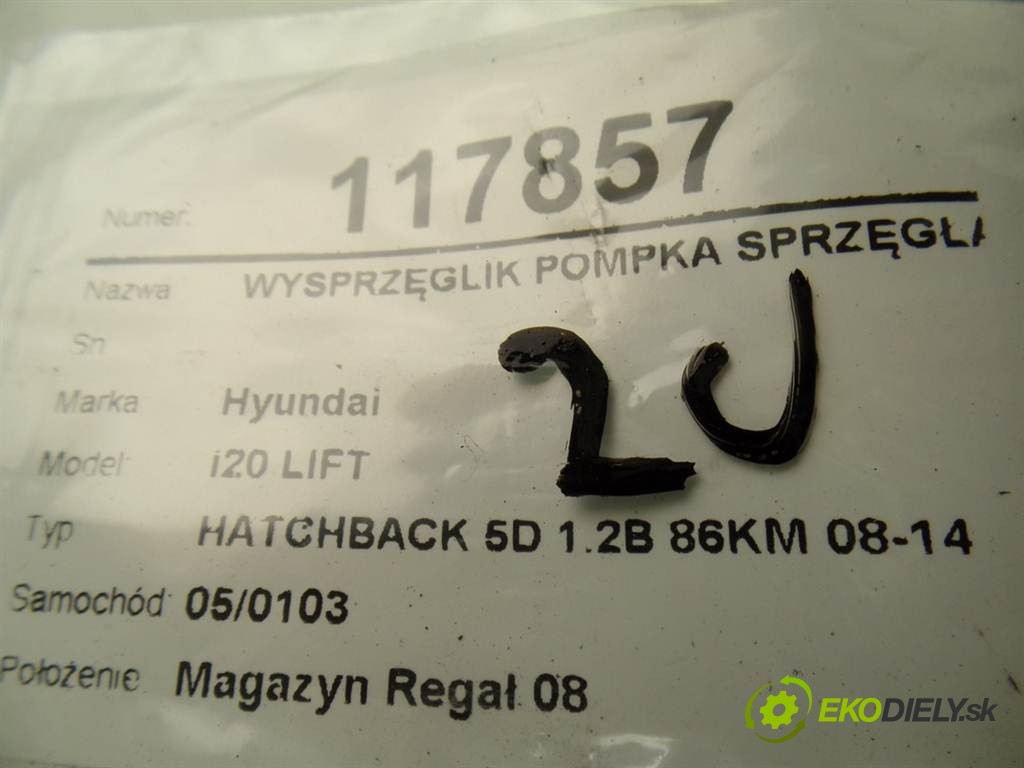 Numer: 117857
Nazwa WYSPRZĘGLIK POMPKA SPRZĘGŁA
Sn
Marka Hyundai
Model i20 LIFT
Typ HATCHBACK 5D 1.2B 86KM 08-14
Samochód 05/0103
Położenie Magazyn Regał 08
EKODIELY.sk